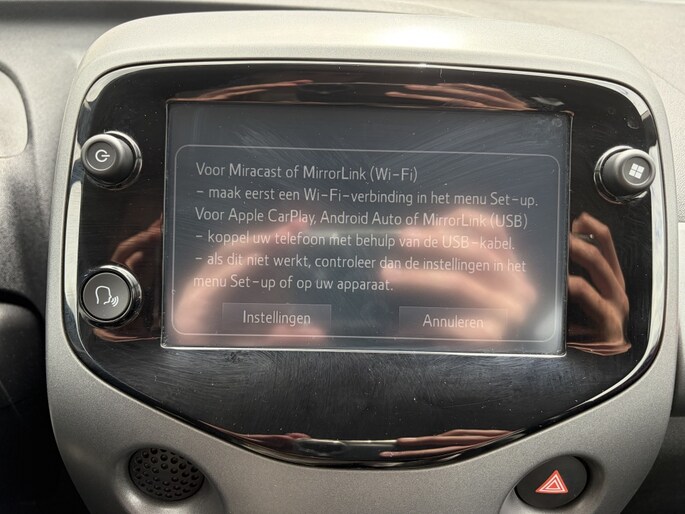 Voor Miracast of MirrorLink (Wi-Fi)
- maak eerst een Wi-Fi-verbinding in het menu Set-up.
Voor Apple CarPlay, Android Auto of MirrorLink (USB)
- koppel uw telefoon met behulp van de USB-kabel.
- als dit niet werkt, controleer dan de instellingen in het
menu Set-up of op uw apparaat.
Instellingen
Annuleren